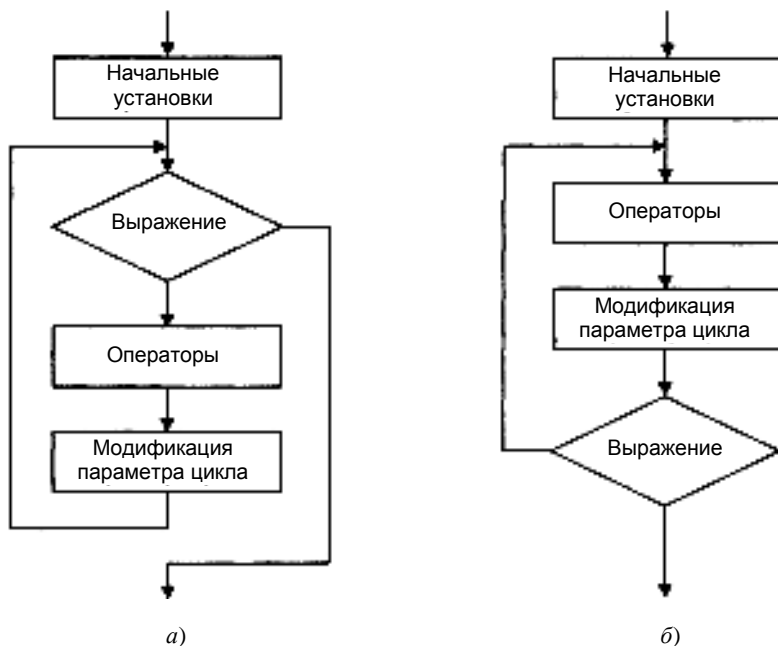 Начальные
установки
Выражение
Операторы
Модификация
параметра цикла
а)
Начальные
установки
Операторы
Модификация
параметра цикла
Выражение
б)